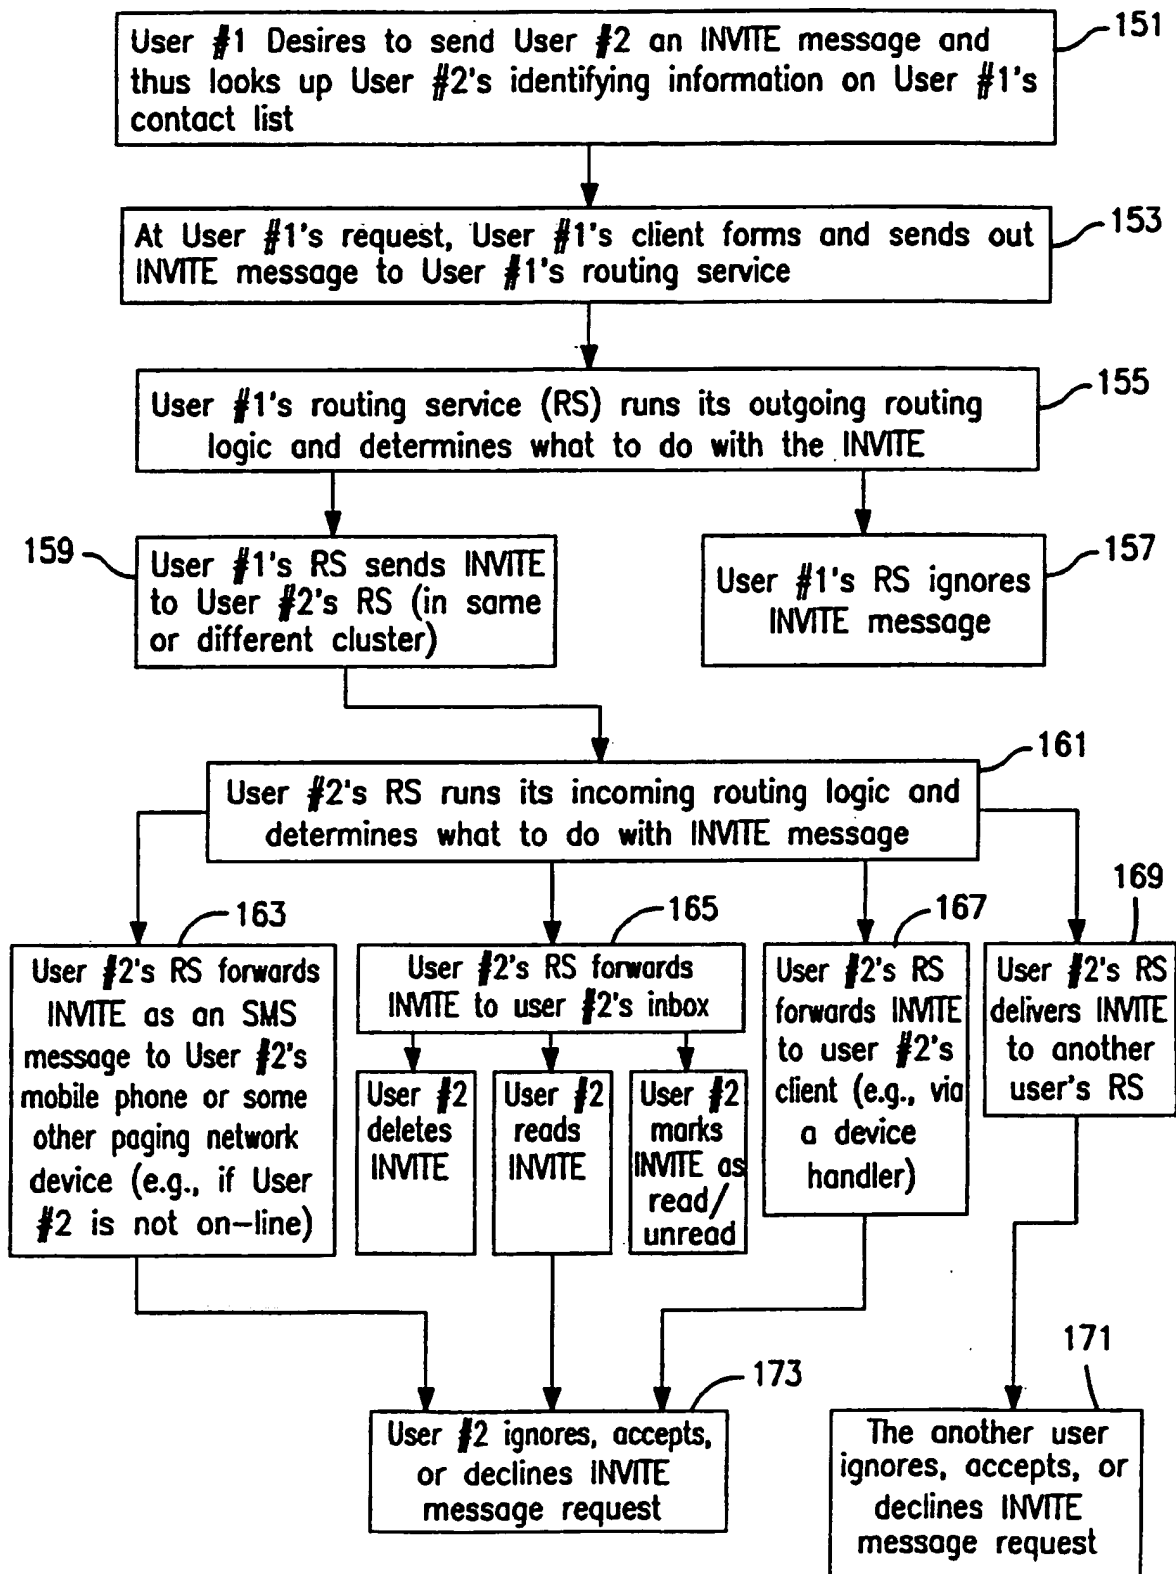 User #1 Desires to send User #2 an INVITE message and
thus looks up User #2's identifying information on User #1's
contact list
151
At User #1's request, User #1's client forms and sends out
INVITE message to User #1's routing service
153
User #1's routing service (RS) runs its outgoing routing
logic and determines what to do with the INVITE
155
159
User #1's RS sends INVITE
to User #2's RS (in same
or different cluster)
User #1's RS ignores
INVITE message
157
161
User #2's RS runs its incoming routing logic and
determines what to do with INVITE message
163
User #2's RS forwards
INVITE as an SMS
message to User #2's
mobile phone or some
other paging network
device (e.g., if User
#2 is not on-line)
165
User #2's RS forwards
INVITE to user #2's inbox
User #2
deletes
INVITE
User #2
reads
INVITE
User #2
marks
INVITE as
read/
unread
167
User #2's RS
forwards INVITE
to user #2's
client (e.g., via
a device
handler)
169
User #2's RS
delivers INVITE
to another
user's RS
173
User #2 ignores, accepts,
or declines INVITE
message request
171
The another user
ignores, accepts, or
declines INVITE
message request